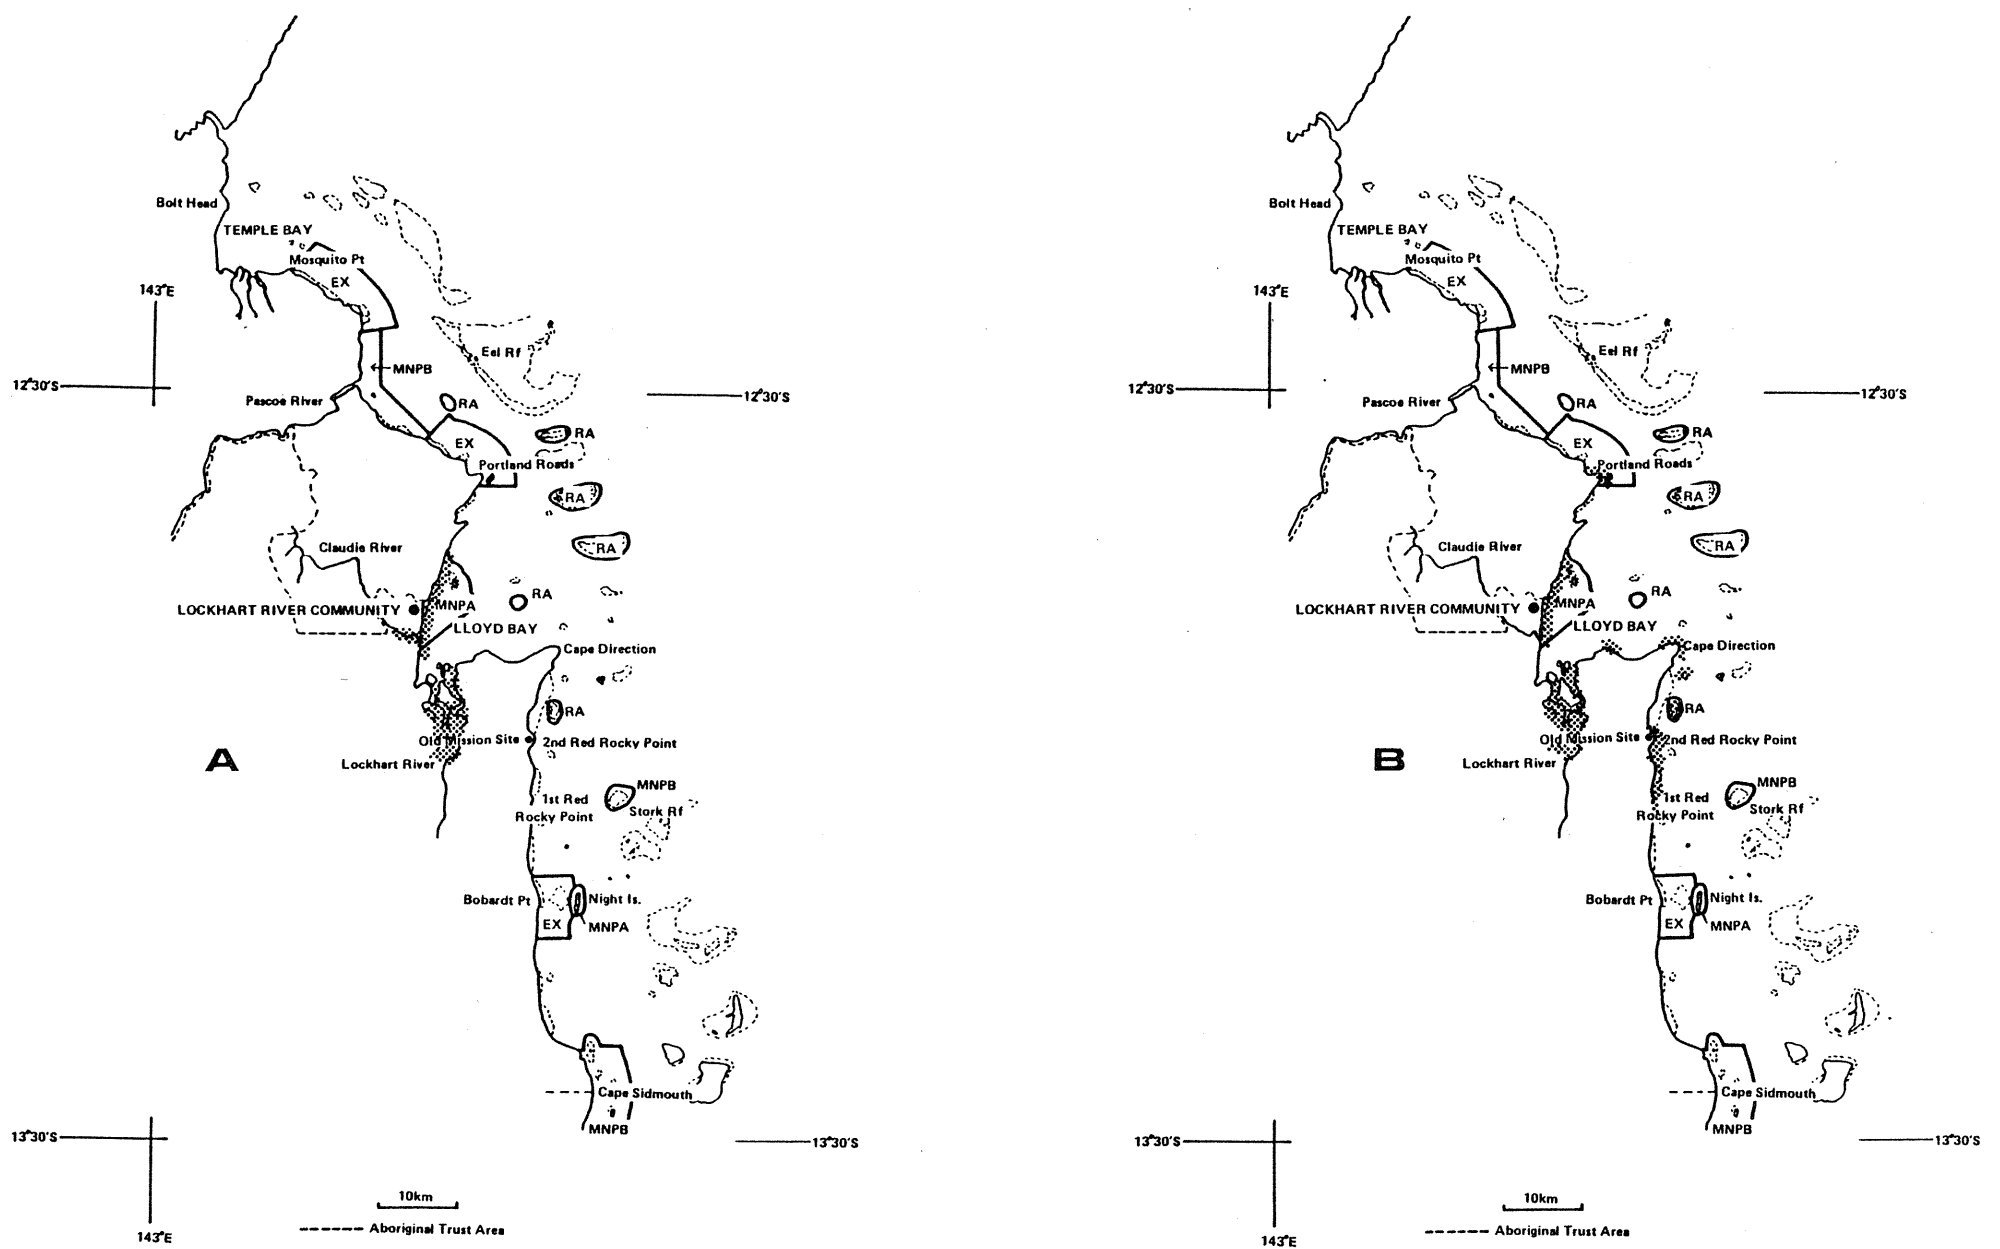 Bolt Head
TEMPLE BAY
Mosquito Pt
EX
143°E
Eel Rf
MNPB
12°30'S
12°30'S
Pascoe River
RA
RA
EX
Portland Roads
RA
Claudie River
RA
RA
MNPA
LOCKHART RIVER COMMUNITY
LLOYD BAY
Cape Direction
RA
Old Mission Site
2nd Red Rocky Point
A
Lockhart River
MNPB
1st Red
Rocky Point
Stork Rf
Bobardt Pt
Night Is.
EX
MNPA
Cape Sidmouth
MNPB
13°30'S
13°30'S
10km
Aboriginal Trust Area
143°E
Bolt Head
TEMPLE BAY
Mosquito Pt
EX
143°E
Eel Rf
MNPB
12°30'S
12°30'S
Pascoe River
RA
RA
EX
Portland Roads
RA
Claudie River
RA
RA
MNPA
LOCKHART RIVER COMMUNITY
LLOYD BAY
Cape Direction
RA
Old Mission Site
2nd Red Rocky Point
B
Lockhart River
MNPB
1st Red
Rocky Point
Stork Rf
Bobardt Pt
Night Is.
EX
MNPA
Cape Sidmouth
MNPB
13°30'S
13°30'S
10km
Aboriginal Trust Area
143°E